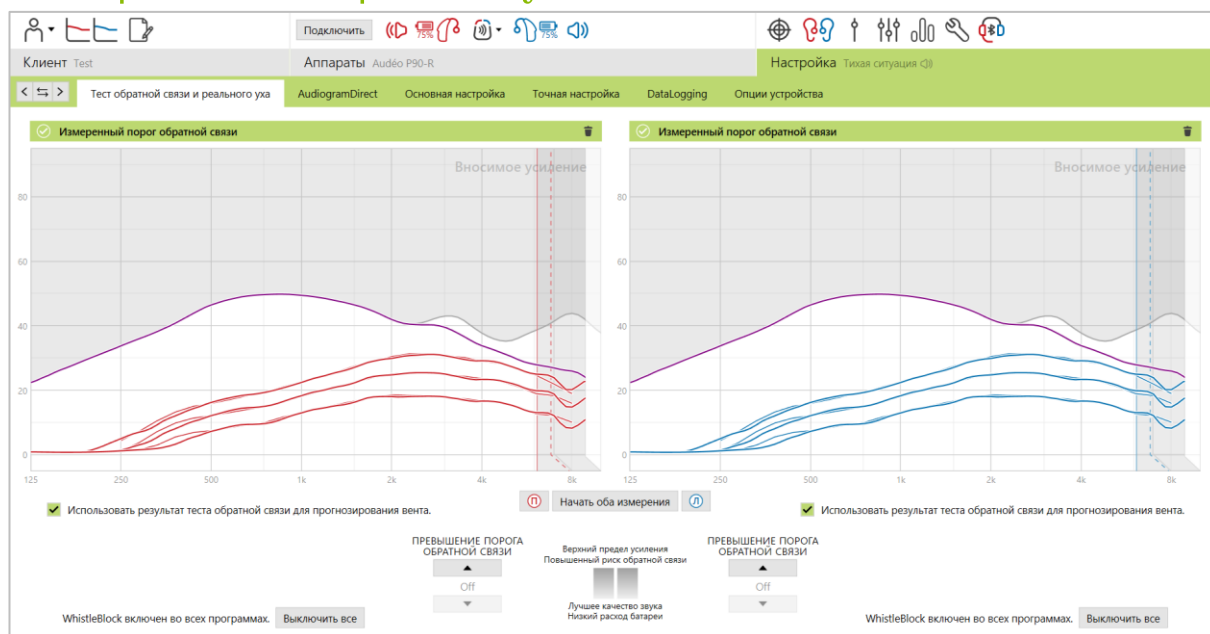 Подключить
75%
75%
Клиент Test
Аппараты Audéo P90-R
Настройка Тихая ситуация
Тест обратной связи и реального уха
AudiogramDirect
Основная настройка
Точная настройка
DataLogging
Опции устройства
Измеренный порог обратной связи
Вносимое усиление
80
60
40
20
0
125
250
500
1k
2k
4k
8k
Измеренный порог обратной связи
Вносимое усиление
80
60
40
20
0
125
250
500
1k
2k
4k
8k
П
Начать оба измерения
Л
Использовать результат теста обратной связи для прогнозирования вента.
Использовать результат теста обратной связи для прогнозирования вента.
ПРЕВЫШЕНИЕ ПОРОГА
ОБРАТНОЙ СВЯЗИ
Off
Верхний предел усиления
Повышенный риск обратной связи
Лучшее качество звука
Низкий расход батареи
ПРЕВЫШЕНИЕ ПОРОГА
ОБРАТНОЙ СВЯЗИ
Off
WhistleBlock включен во всех программах.
Выключить все
WhistleBlock включен во всех программах.
Выключить все